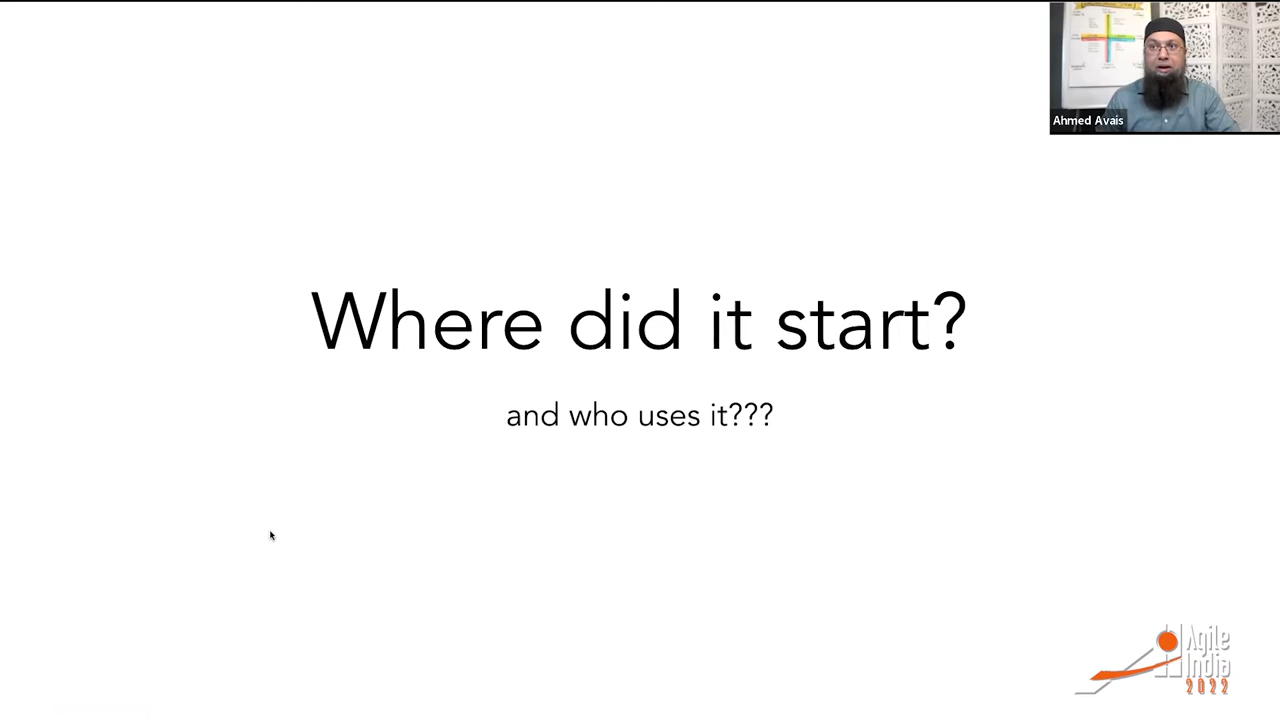 Ahmed Avais
Where did it start?
and who uses it???
Agile
India
2022